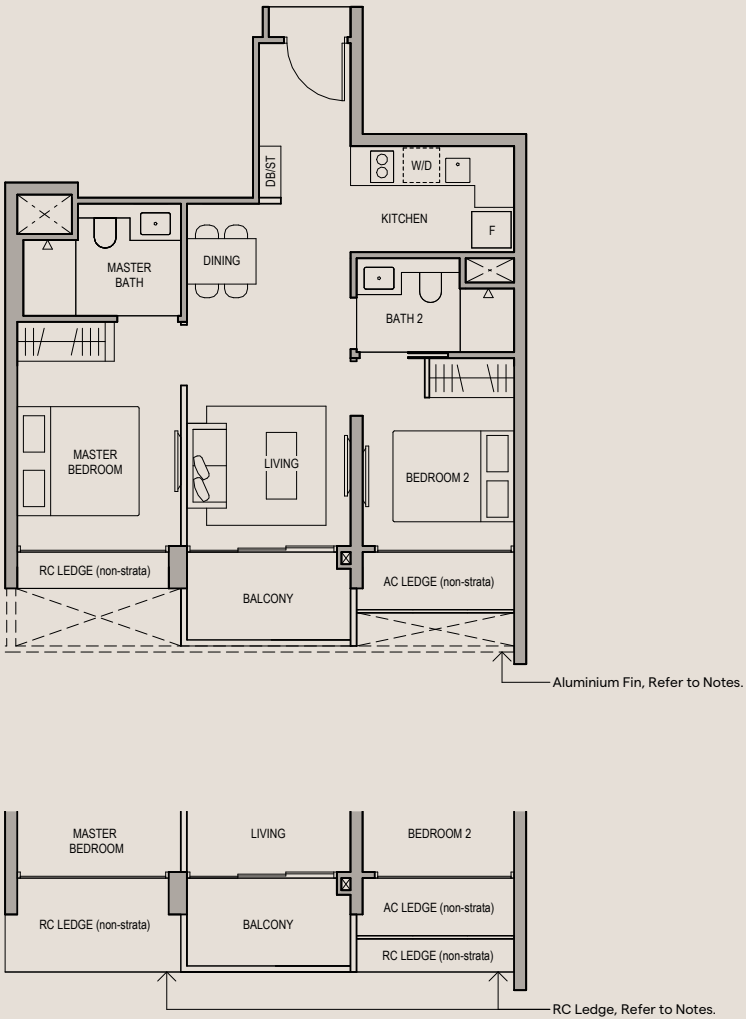 DB/ST
W/D
KITCHEN
F
DINING
MASTER
BATH
BATH 2
MASTER
BEDROOM
LIVING
BEDROOM 2
RC LEDGE (non-strata)
BALCONY
AC LEDGE (non-strata)
Aluminium Fin, Refer to Notes.
MASTER
BEDROOM
LIVING
BEDROOM 2
RC LEDGE (non-strata)
BALCONY
AC LEDGE (non-strata)
RC LEDGE (non-strata)
RC Ledge, Refer to Notes.